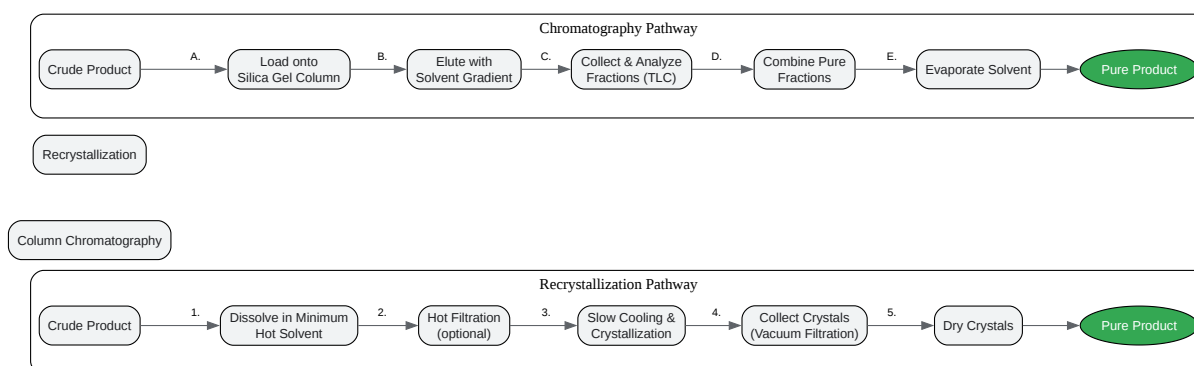 Chromatography Pathway
Crude Product
A.
Load onto
Silica Gel Column
B.
Elute with
Solvent Gradient
C.
Collect & Analyze
Fractions (TLC)
D.
Combine Pure
Fractions
E.
Evaporate Solvent
Pure Product
Recrystallization
Column Chromatography
Recrystallization Pathway
Crude Product
1.
Dissolve in Minimum
Hot Solvent
2.
Hot Filtration
(optional)
3.
Slow Cooling &
Crystallization
4.
Collect Crystals
(Vacuum Filtration)
5.
Dry Crystals
Pure Product